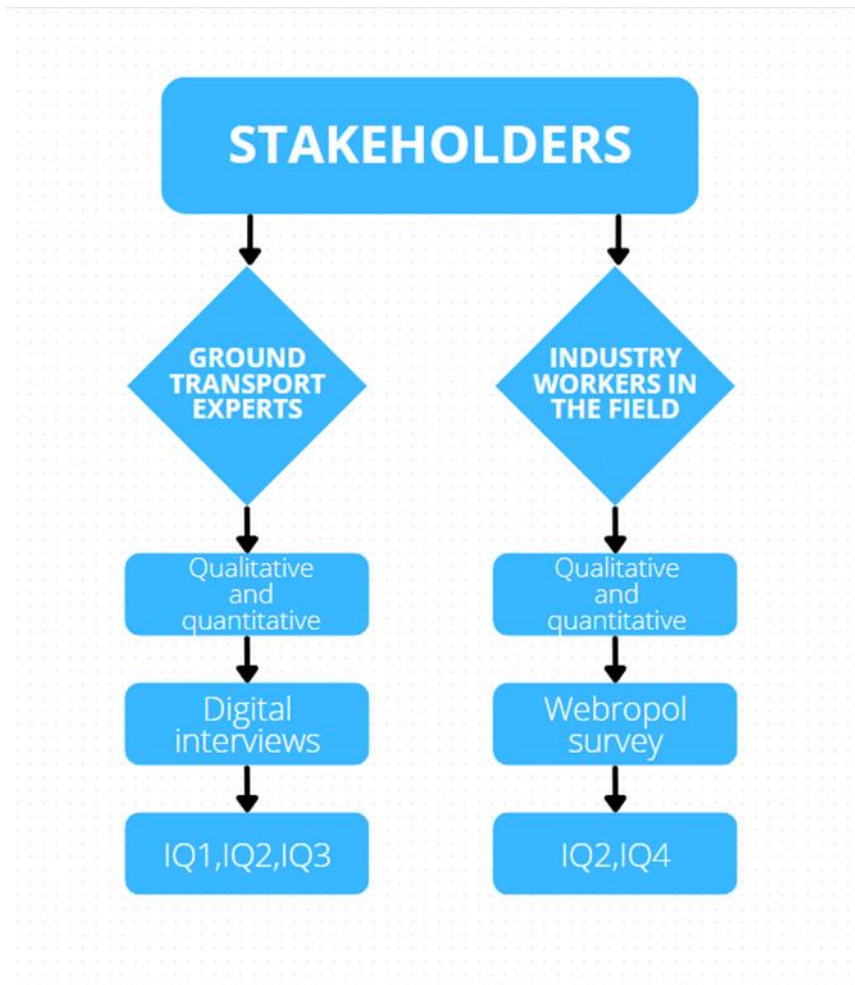 STAKEHOLDERS
GROUND
TRANSPORT
EXPERTS
INDUSTRY
WORKERS IN
THE FIELD
Qualitative
and
quantitative
Qualitative
and
quantitative
Digital
interviews
Webropol
survey
IQ1,IQ2,IQ3
IQ2,IQ4